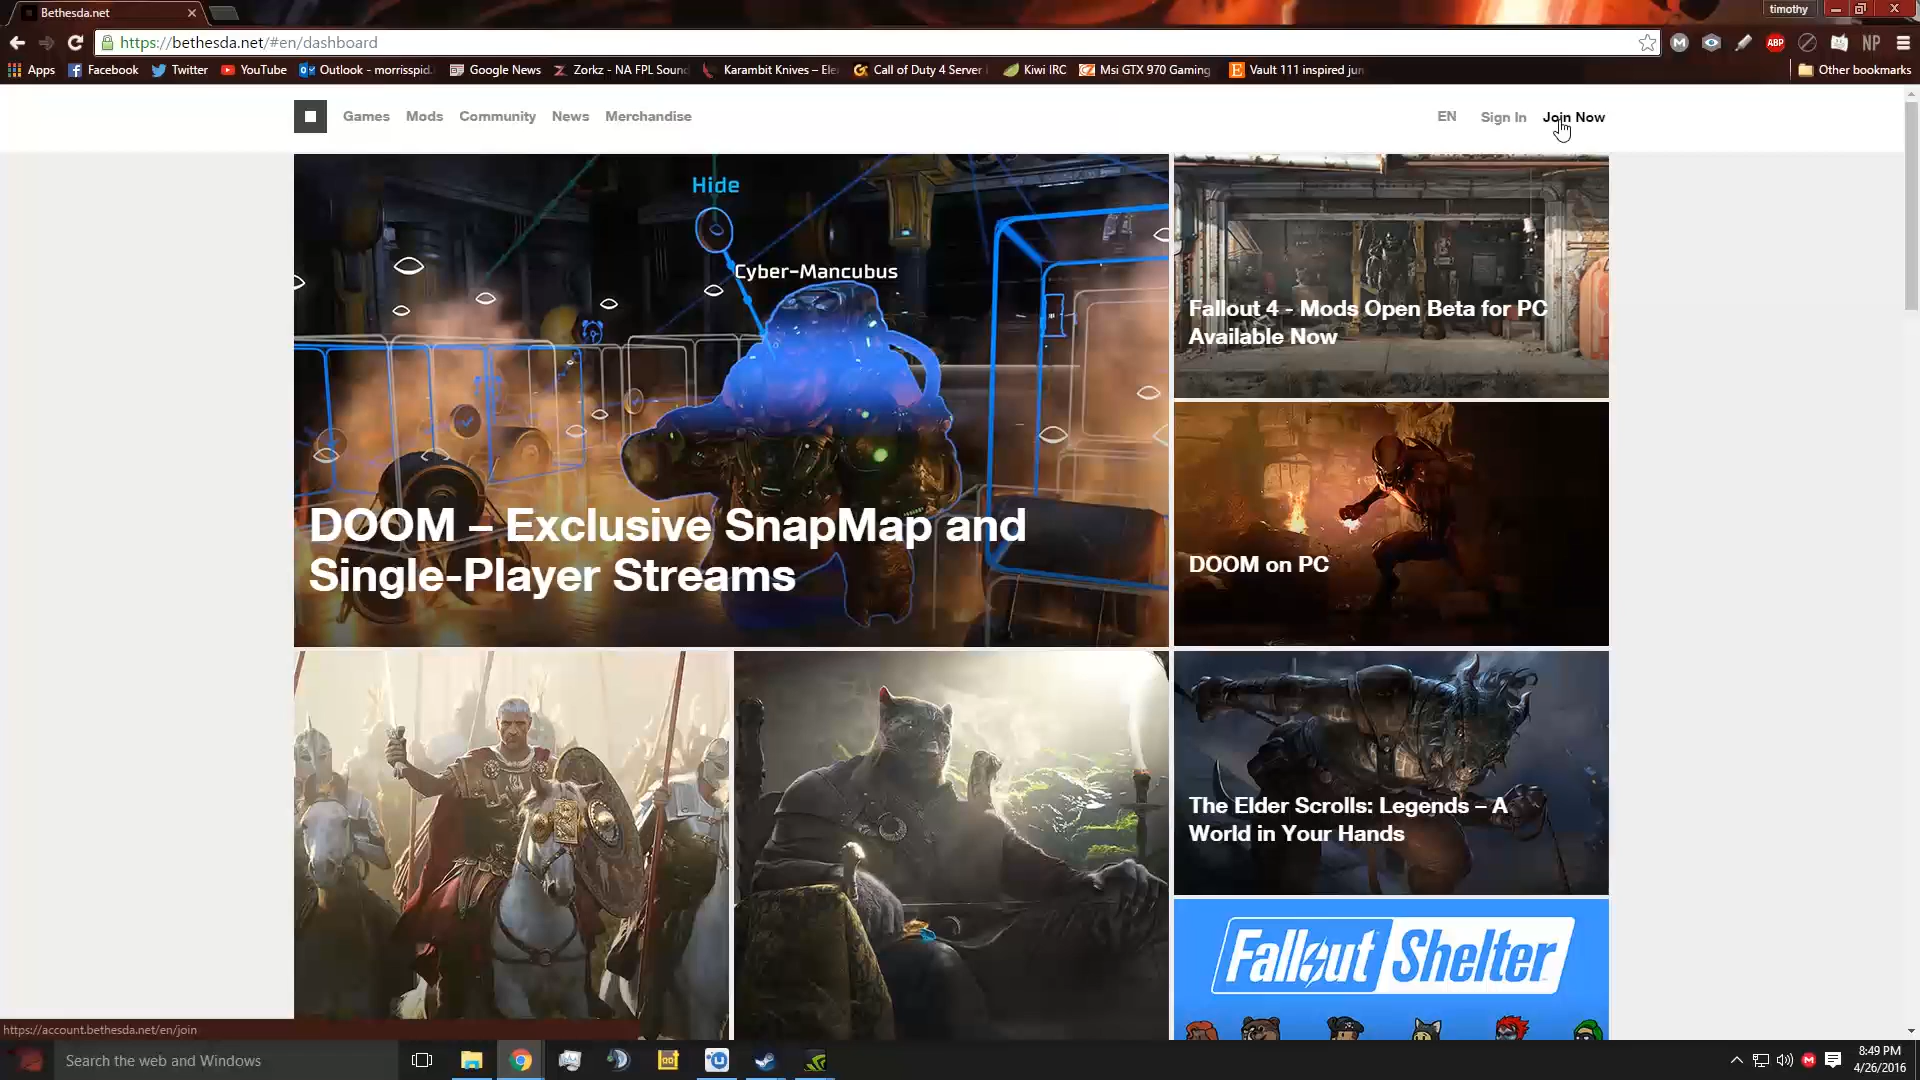 Bethesda.net
timothy
https://bethesda.net/#en/dashboard
ABP
NP
Apps
Facebook
Twitter
YouTube
Outlook - morrisspid
Google News
Zorkz - NA FPL Soun
Karambit Knives – Ele
Call of Duty 4 Server
Kiwi IRC
Msi GTX 970 Gaming
Vault 111 inspired jun
Other bookmarks
Games
Mods
Community
News
Merchandise
EN
Sign In
Join Now
Hide
Cyber-Mancubus
DOOM – Exclusive SnapMap and
Single-Player Streams
Fallout 4 - Mods Open Beta for PC
Available Now
DOOM on PC
The Elder Scrolls: Legends – A
World in Your Hands
Fallout Shelter
https://account.bethesda.net/en/join
Search the web and Windows
8:49 PM
4/26/2016